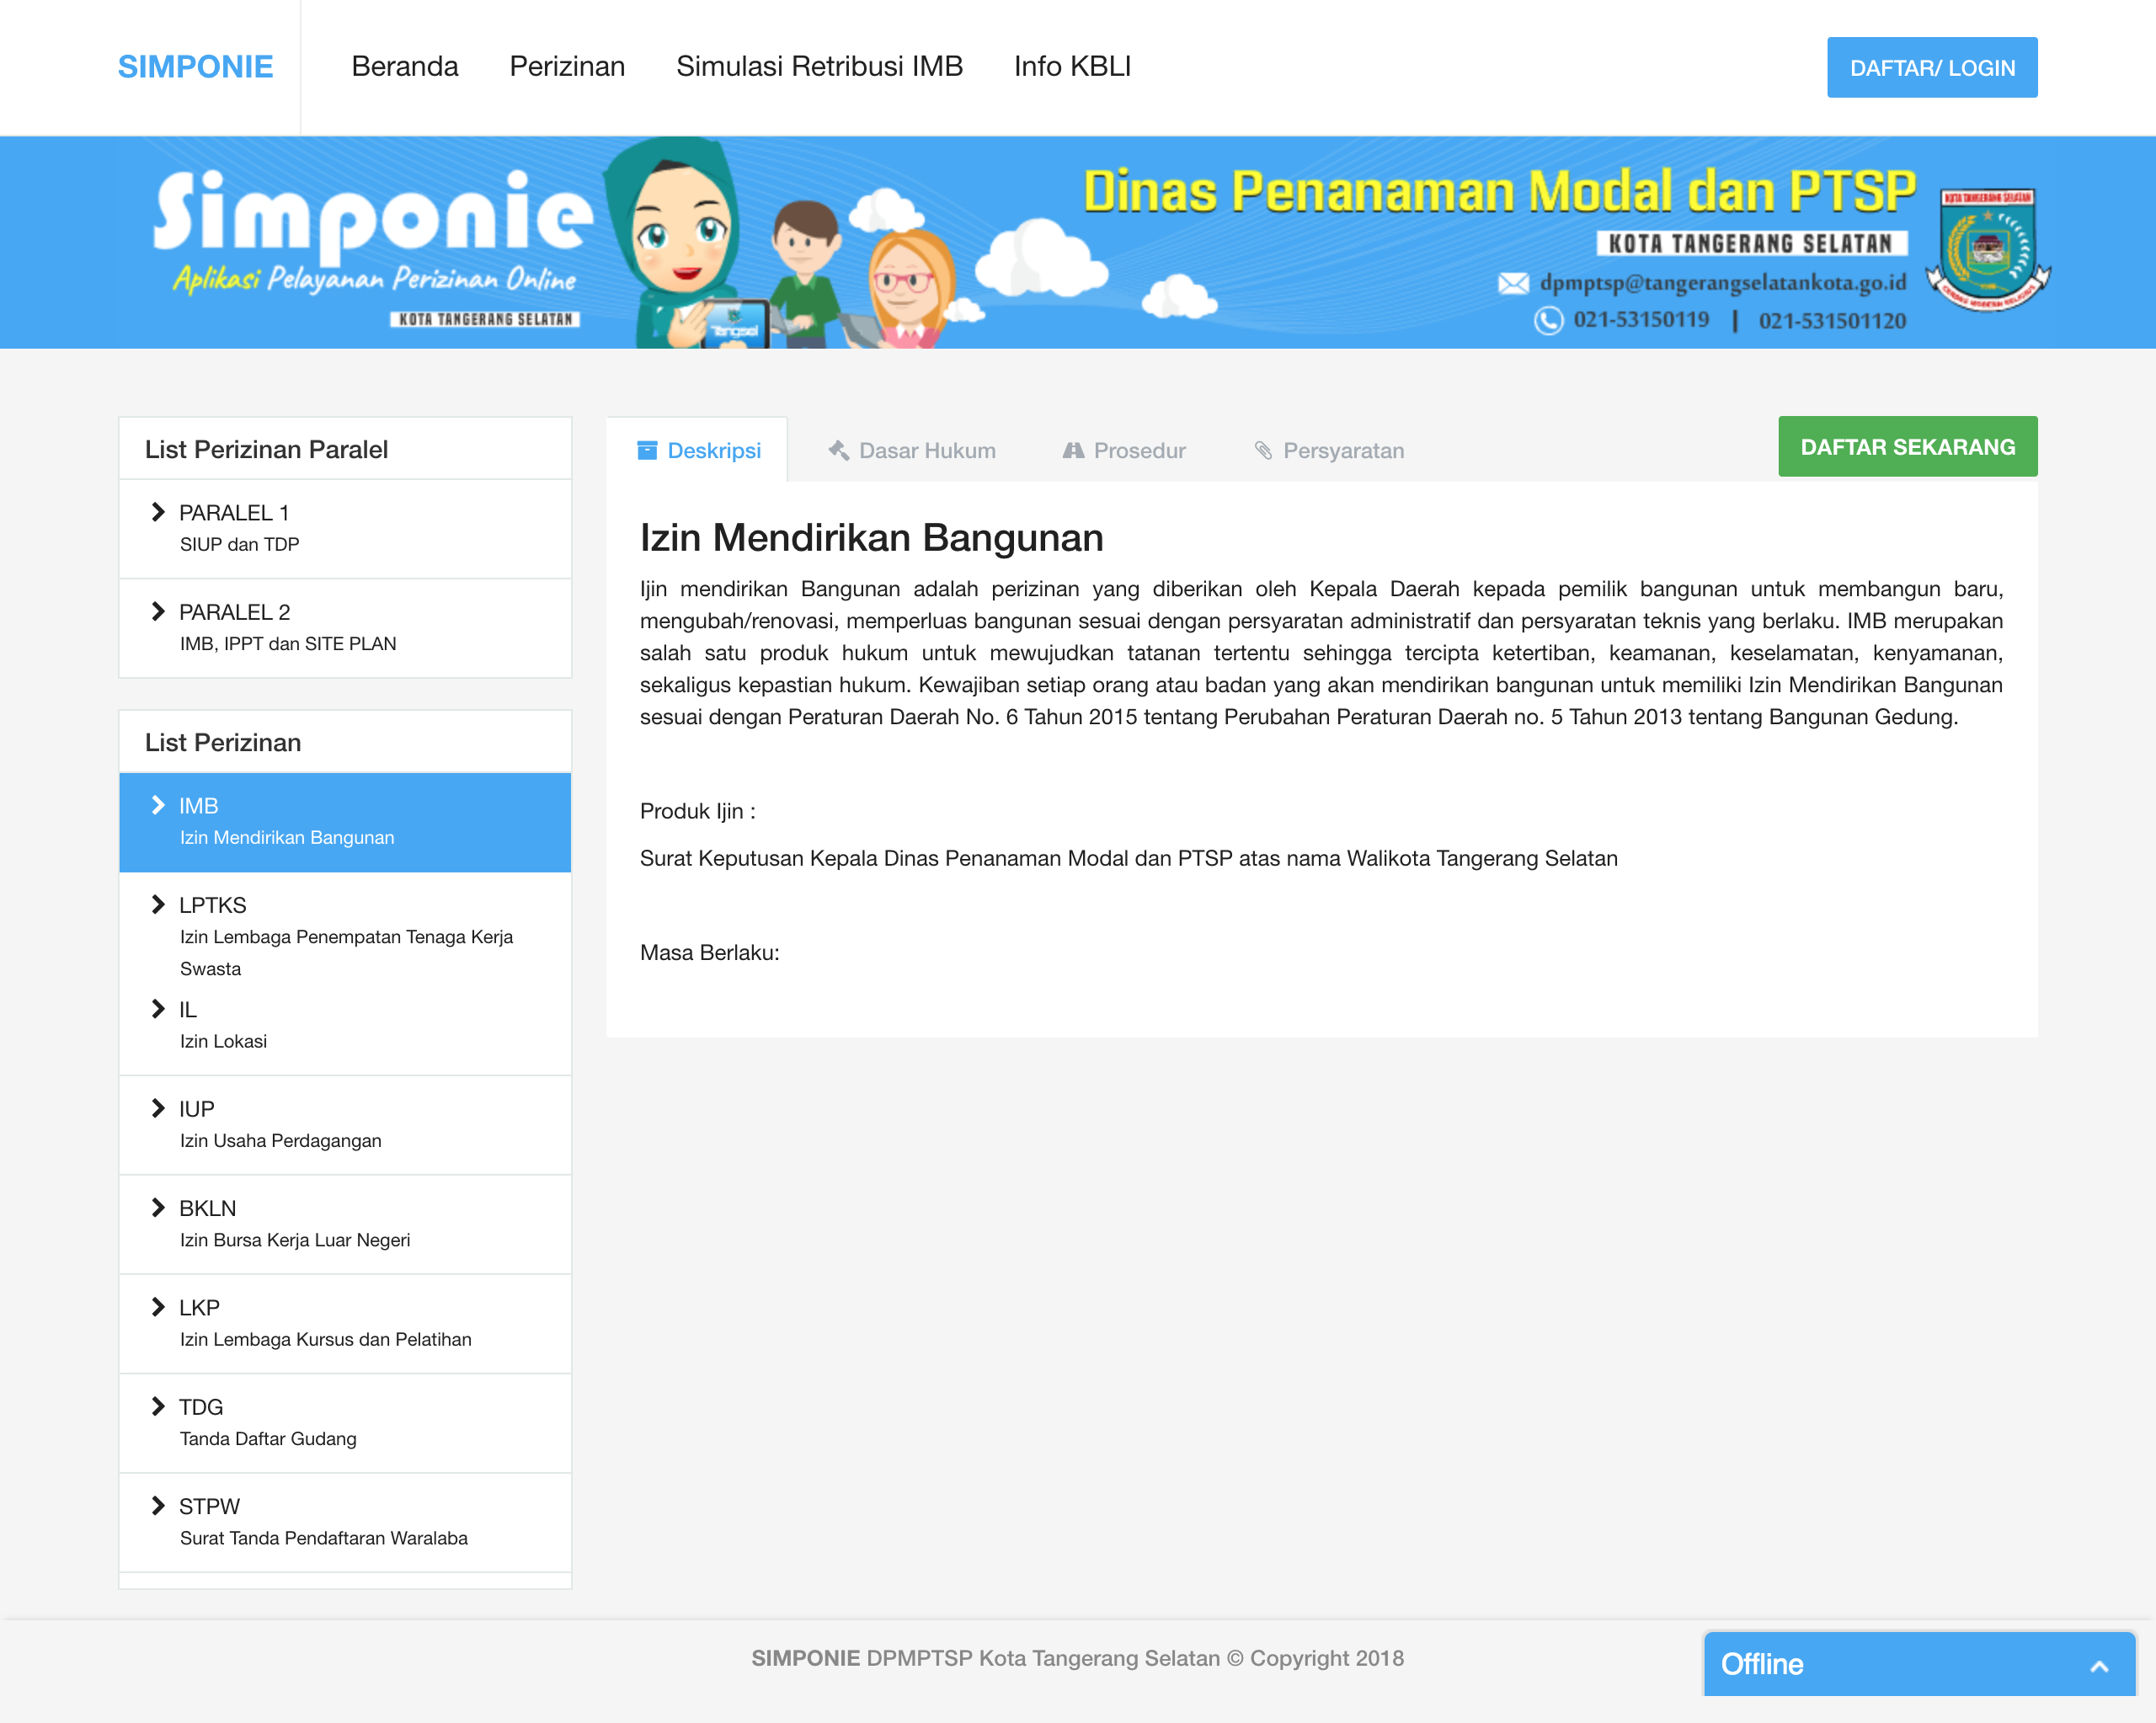 SIMPONIE
Beranda
Perizinan
Simulasi Retribusi IMB
Info KBLI
DAFTAR/ LOGIN
Simponie
Aplikasi Pelayanan Perizinan Online
KOTA TANGERANG SELATAN
Tangsel
Dinas Penanaman Modal dan PTSP
KOTA TANGERANG SELATAN
dpmptsp@tangerangselatankota.go.id
021-53150119 | 021-531501120
KOTA TANGERANG SELATAN
List Perizinan Paralel
PARALEL 1
SIUP dan TDP
PARALEL 2
IMB, IPPT dan SITE PLAN
List Perizinan
IMB
Izin Mendirikan Bangunan
LPTKS
Izin Lembaga Penempatan Tenaga Kerja
Swasta
IL
Izin Lokasi
IUP
Izin Usaha Perdagangan
BKLN
Izin Bursa Kerja Luar Negeri
LKP
Izin Lembaga Kursus dan Pelatihan
TDG
Tanda Daftar Gudang
STPW
Surat Tanda Pendaftaran Waralaba
Deskripsi
Dasar Hukum
Prosedur
Persyaratan
DAFTAR SEKARANG
Izin Mendirikan Bangunan
Ijin mendirikan Bangunan adalah perizinan yang diberikan oleh Kepala Daerah kepada pemilik bangunan untuk membangun baru,
mengubah/renovasi, memperluas bangunan sesuai dengan persyaratan administratif dan persyaratan teknis yang berlaku. IMB merupakan
salah satu produk hukum untuk mewujudkan tatanan tertentu sehingga tercipta ketertiban, keamanan, keselamatan, kenyamanan,
sekaligus kepastian hukum. Kewajiban setiap orang atau badan yang akan mendirikan bangunan untuk memiliki Izin Mendirikan Bangunan
sesuai dengan Peraturan Daerah No. 6 Tahun 2015 tentang Perubahan Peraturan Daerah no. 5 Tahun 2013 tentang Bangunan Gedung.
Produk Ijin :
Surat Keputusan Kepala Dinas Penanaman Modal dan PTSP atas nama Walikota Tangerang Selatan
Masa Berlaku:
SIMPONIE DPMPTSP Kota Tangerang Selatan © Copyright 2018
Offline